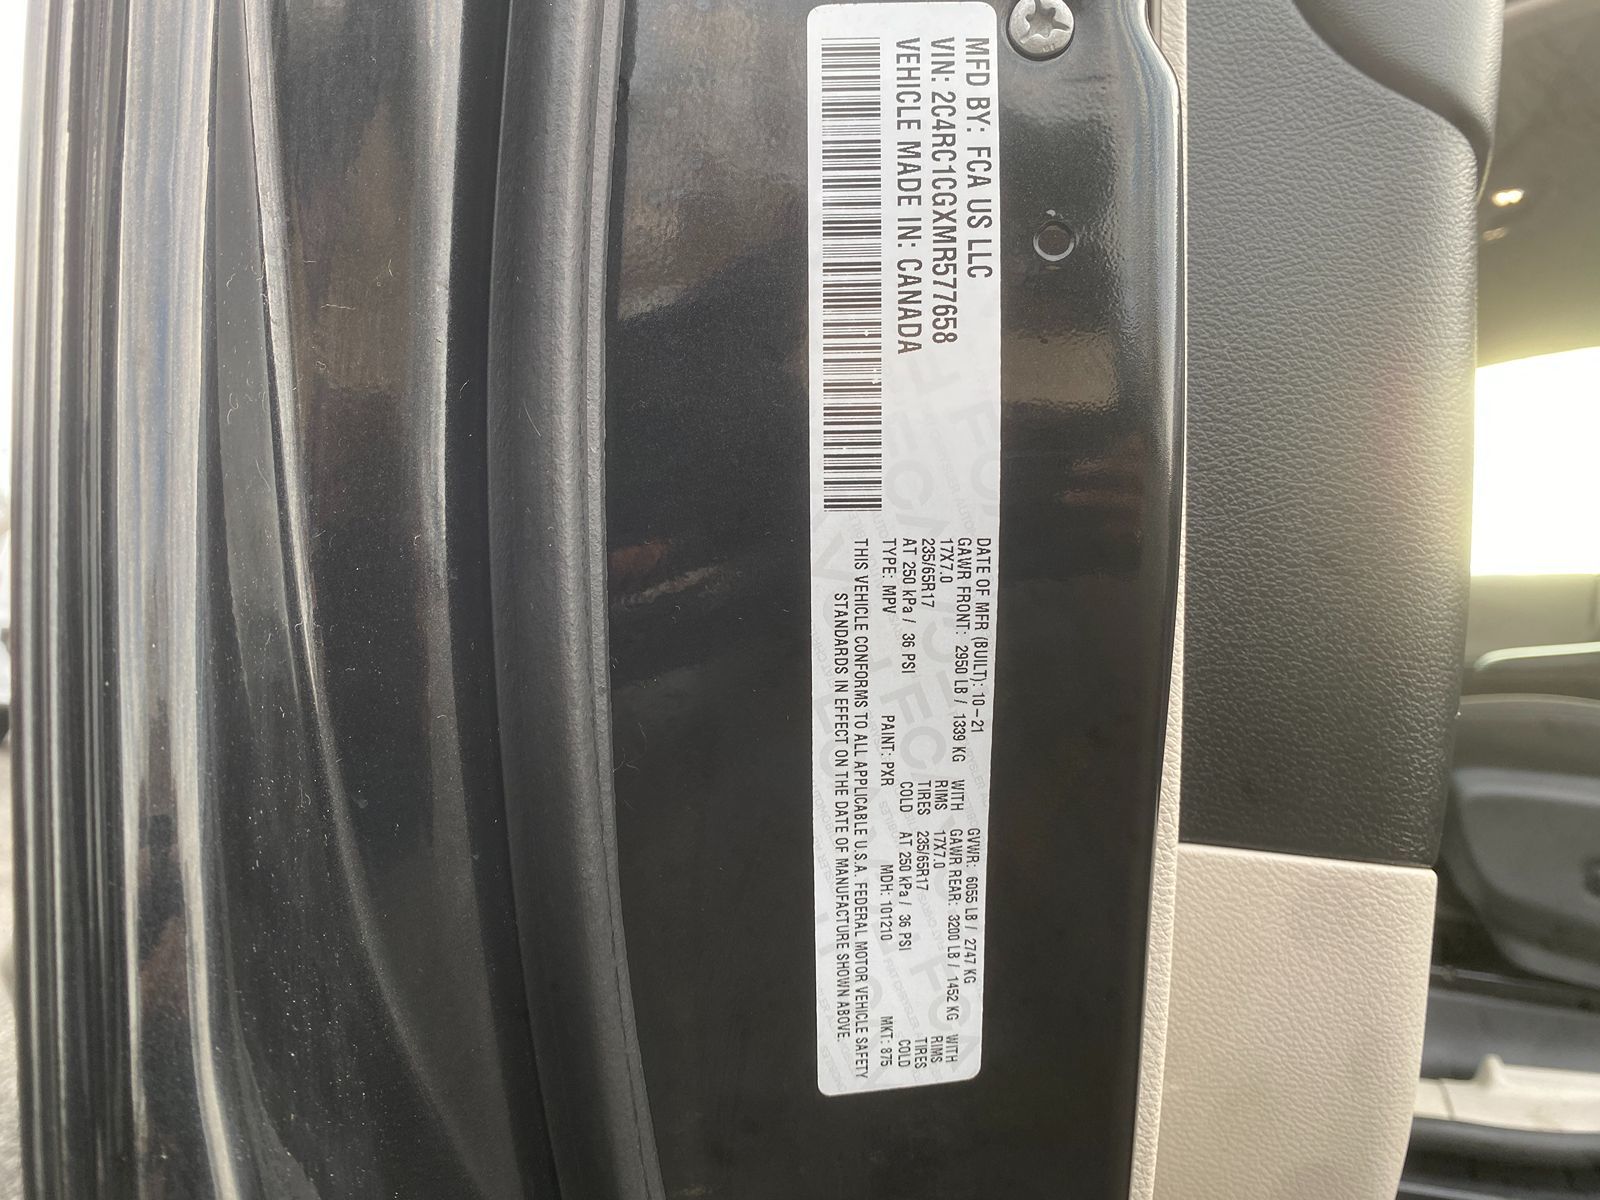 MFD BY: FCA US LLC
VIN: 2C4RC1CGXMR577658
VEHICLE MADE IN: CANADA
DATE OF MFR (BUILT): 10-21 GVWR: 6055 LB / 2747 KG
GAWR FRONT: 2950 LB / 1339 KG WITH GAWR REAR: 3200 LB / 1452 KG WITH
17X7.0 RIMS 17X7.0 RIMS
235/65R17 TIRES 235/65R17 TIRES
AT 250 kPa / 36 PSI COLD AT 250 kPa / 36 PSI COLD
TYPE: MPV PAINT: PXR MDH: 101210 MKT: 875
THIS VEHICLE CONFORMS TO ALL APPLICABLE U.S.A. FEDERAL MOTOR VEHICLE SAFETY
STANDARDS IN EFFECT ON THE DATE OF MANUFACTURE SHOWN ABOVE.